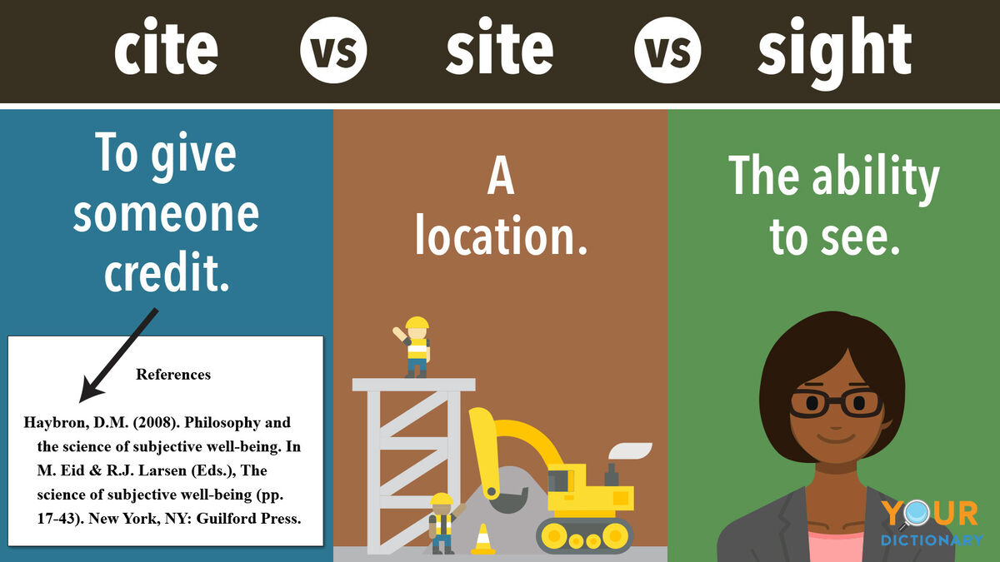 cite vs site vs sight
To give
someone
credit.
References
Haybron, D.M. (2008). Philosophy and
the science of subjective well-being. In
M. Eid & R.J. Larsen (Eds.), The
science of subjective well-being (pp.
17-43). New York, NY: Guilford Press.
A
location.
The ability
to see.
YOUR
DICTIONARY